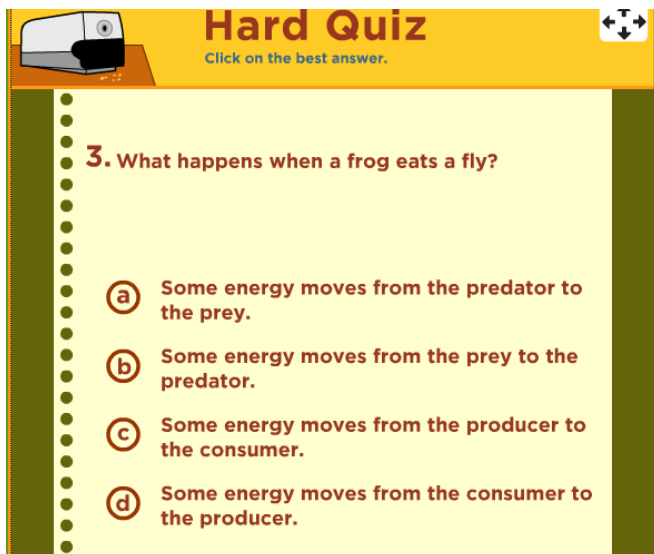 Hard Quiz
Click on the best answer.
3. What happens when a frog eats a fly?
a Some energy moves from the predator to
the prey.
b Some energy moves from the prey to the
predator.
c Some energy moves from the producer to
the consumer.
d Some energy moves from the consumer to
the producer.